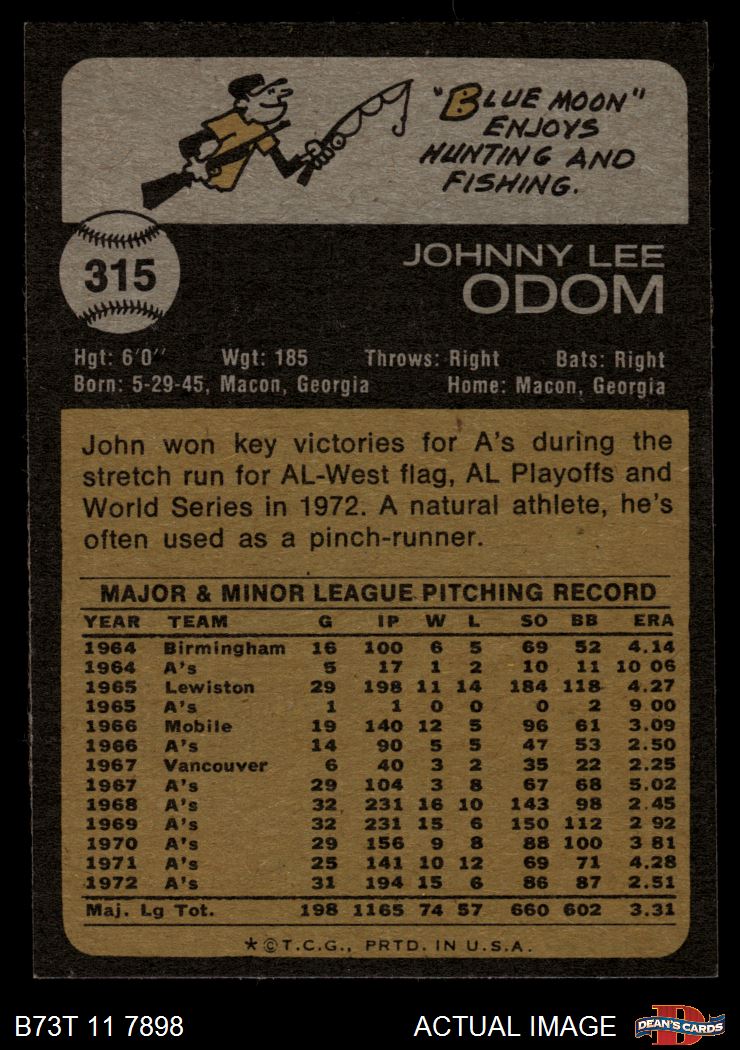 "BLUE MOON"
ENJOYS
HUNTING AND
FISHING.
315
JOHNNY LEE
ODOM
Hgt: 6'0" Wgt: 185 Throws: Right Bats: Right
Born: 5-29-45, Macon, Georgia Home: Macon, Georgia
John won key victories for A's during the
stretch run for AL-West flag, AL Playoffs and
World Series in 1972. A natural athlete, he's
often used as a pinch-runner.
MAJOR & MINOR LEAGUE PITCHING RECORD
YEAR TEAM G IP W L SO BB ERA
1964 Birmingham 16 100 6 5 69 52 4.14
1964 A's 5 17 1 2 10 11 10 06
1965 Lewiston 29 198 11 14 184 118 4.27
1965 A's 1 1 0 0 0 2 9 00
1966 Mobile 19 140 12 5 96 61 3.09
1966 A's 14 90 5 5 47 53 2.50
1967 Vancouver 6 40 3 2 35 22 2.25
1967 A's 29 104 3 8 67 68 5.02
1968 A's 32 231 16 10 143 98 2.45
1969 A's 32 231 15 6 150 112 2 92
1970 A's 29 156 9 8 88 100 3 81
1971 A's 25 141 10 12 69 71 4.28
1972 A's 31 194 15 6 86 87 2.51
Maj. Lg Tot. 198 1165 74 57 660 602 3.31
*©T.C.G., PRTD. IN U.S.A.
B73T 11 7898 ACTUAL IMAGE D DEAN'S CARDS